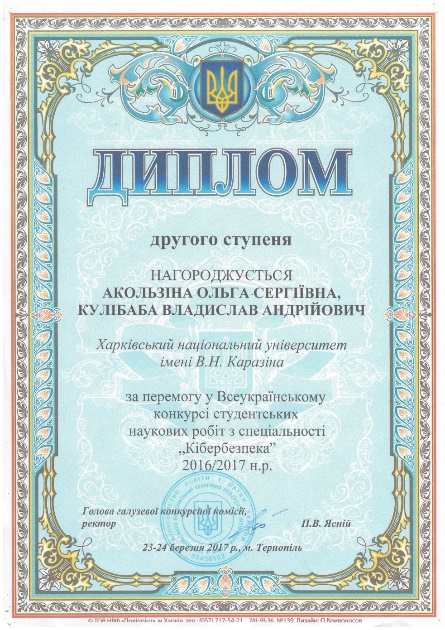 ДИПЛОМ
другого ступеня
НАГОРОДЖУЄТЬСЯ
АКОЛЬЗІНА ОЛЬГА СЕРГІЇВНА,
КУЛІБАБА ВЛАДИСЛАВ АНДРІЙОВИЧ
Харківський національний університет
імені В.Н. Каразіна
за перемогу у Всеукраїнському
конкурсі студентських
наукових робіт з спеціальності
„Кібербезпека”
2016/2017 н.р.
Голова галузевої конкурсної комісії,
ректор П.В. Ясній
23-24 березня 2017 р., м. Тернопіль